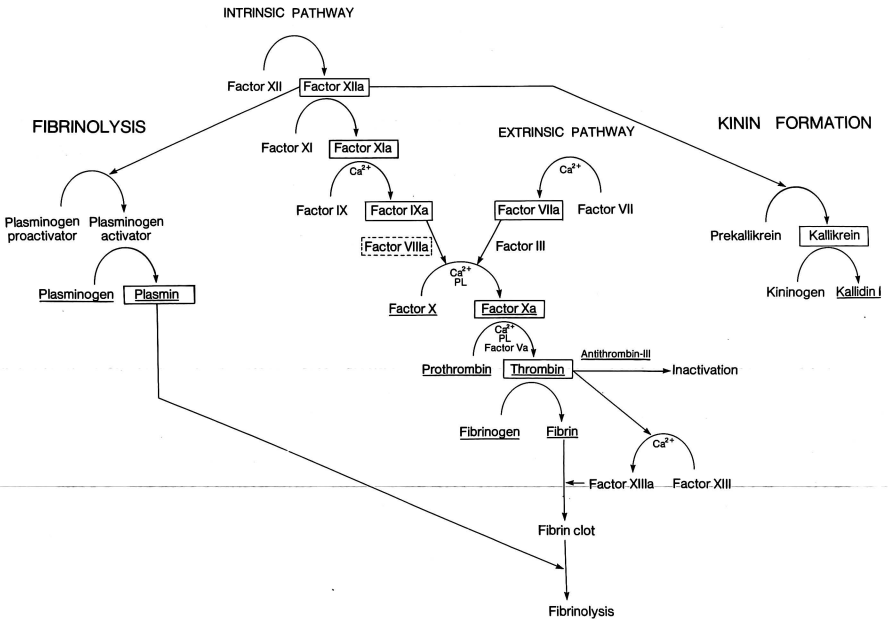 INTRINSIC PATHWAY
Factor XII
Factor XIIa
FIBRINOLYSIS
EXTRINSIC PATHWAY
KININ FORMATION
Factor XI
Factor XIa
Ca²⁺
Ca²⁺
Factor IX
Factor IXa
Factor VIIa
Factor VII
Plasminogen
proactivator
Plasminogen
activator
Prekallikrein
Kallikrein
Factor VIIIa
Factor III
Ca²⁺
PL
Plasminogen
Plasmin
Kininogen
Kallidin I
Factor X
Factor Xa
Ca²⁺
PL
Factor Va
Antithrombin-III
Prothrombin
Thrombin
Inactivation
Fibrinogen
Fibrin
Ca²⁺
Factor XIIIa
Factor XIII
Fibrin clot
Fibrinolysis